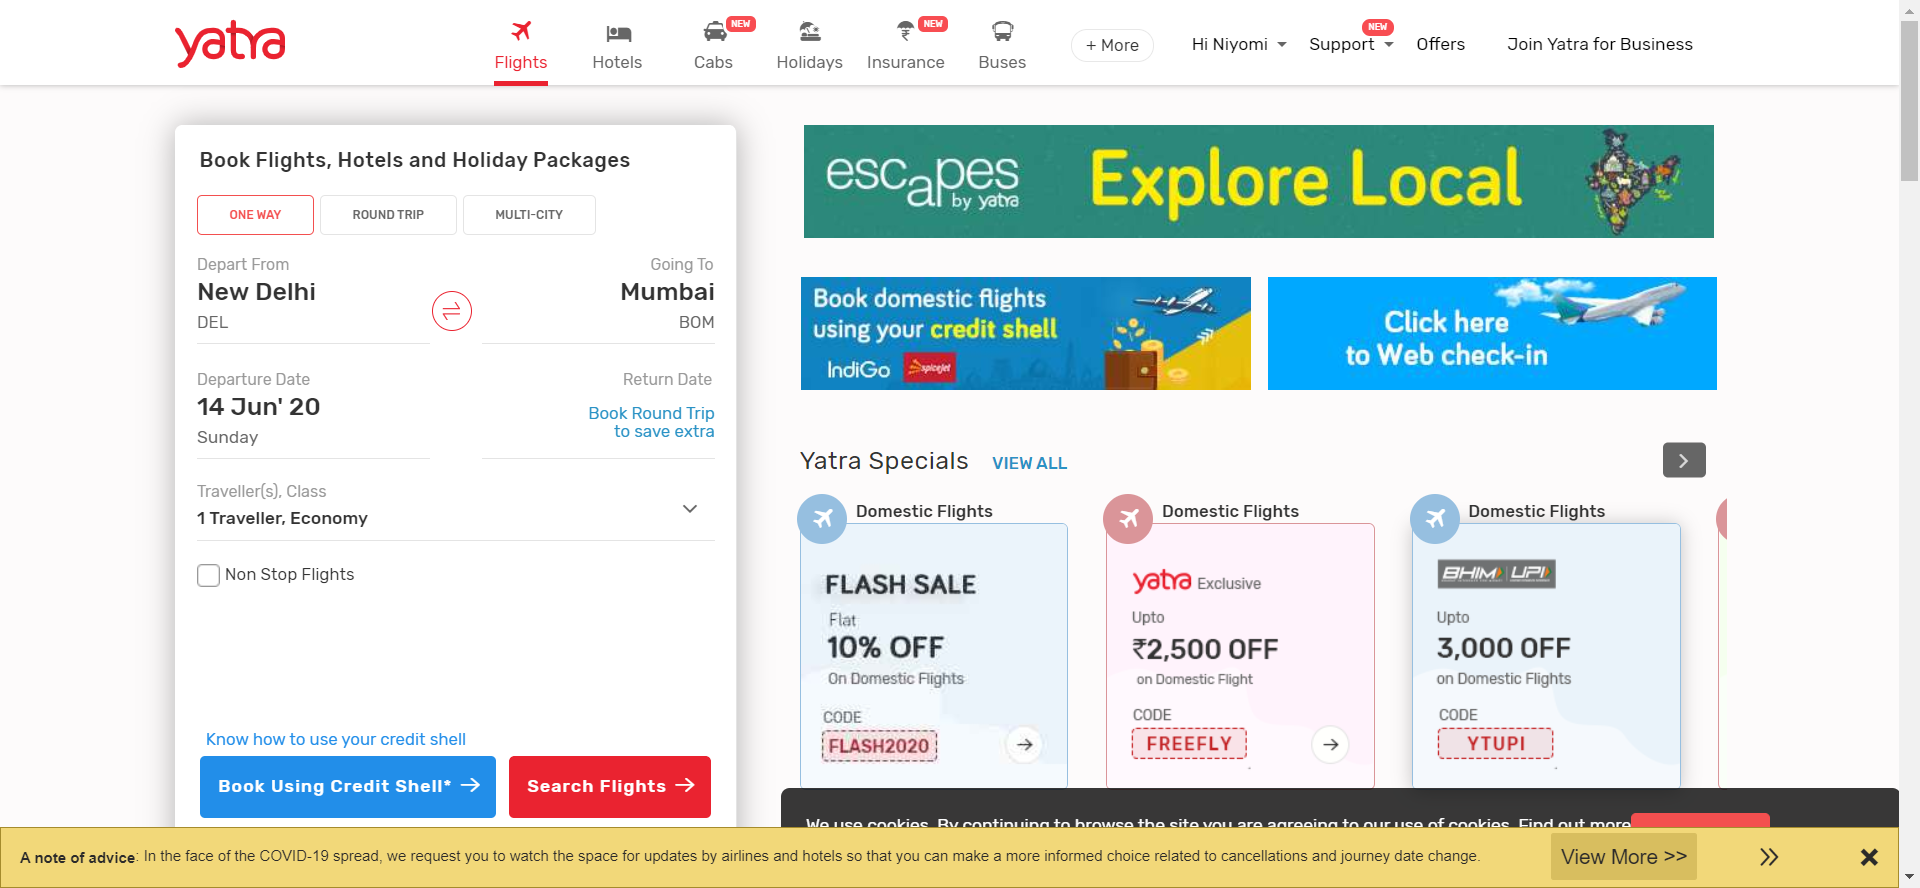 yatra
Flights
Hotels
NEW
Cabs
Holidays
NEW
Insurance
Buses
+ More
Hi Niyomi
NEW
Support
Offers
Join Yatra for Business
Book Flights, Hotels and Holiday Packages
ONE WAY
ROUND TRIP
MULTI-CITY
Depart From
New Delhi
DEL
Going To
Mumbai
BOM
Departure Date
14 Jun' 20
Sunday
Return Date
Book Round Trip
to save extra
Traveller(s), Class
1 Traveller, Economy
Non Stop Flights
Know how to use your credit shell
Book Using Credit Shell*
Search Flights
escapes
by yatra
Explore Local
Book domestic flights
using your credit shell
IndiGo
spicejet
Click here
to Web check-in
Yatra Specials
VIEW ALL
Domestic Flights
FLASH SALE
Flat
10% OFF
On Domestic Flights
CODE
FLASH2020
Domestic Flights
yatra Exclusive
Upto
₹2,500 OFF
on Domestic Flight
CODE
FREEFLY
Domestic Flights
BHIM UPI
Upto
3,000 OFF
on Domestic Flights
CODE
YTUPI
We use cookies. By continuing to browse the site you are agreeing to our use of cookies. Find out more
A note of advice: In the face of the COVID-19 spread, we request you to watch the space for updates by airlines and hotels so that you can make a more informed choice related to cancellations and journey date change.
View More >>